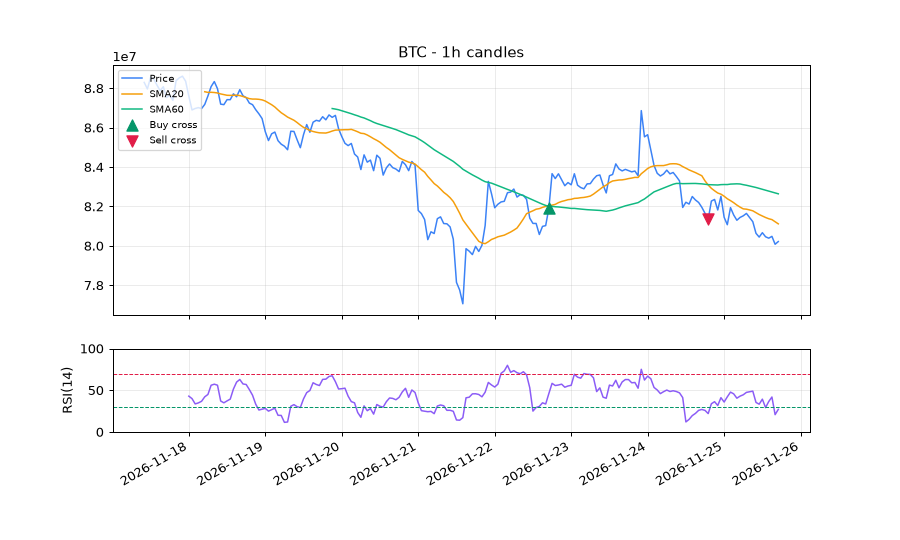 BTC - 1h candles
1e7
Price
SMA20
SMA60
Buy cross
Sell cross
8.8
8.6
8.4
8.2
8.0
7.8
RSI(14)
100
50
0
2026-11-18
2026-11-19
2026-11-20
2026-11-21
2026-11-22
2026-11-23
2026-11-24
2026-11-25
2026-11-26